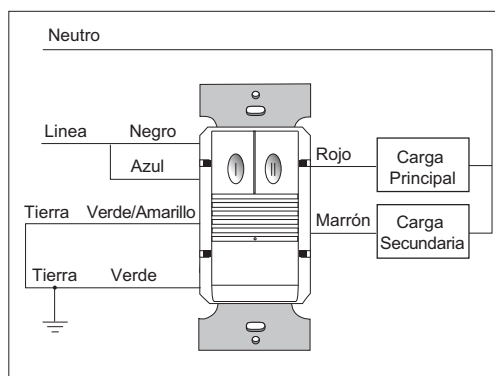 Neutro
Linea Negro
Azul
Tierra Verde/Amarillo
Tierra Verde
I II
Rojo
Carga
Principal
Marrón
Carga
Secundaria